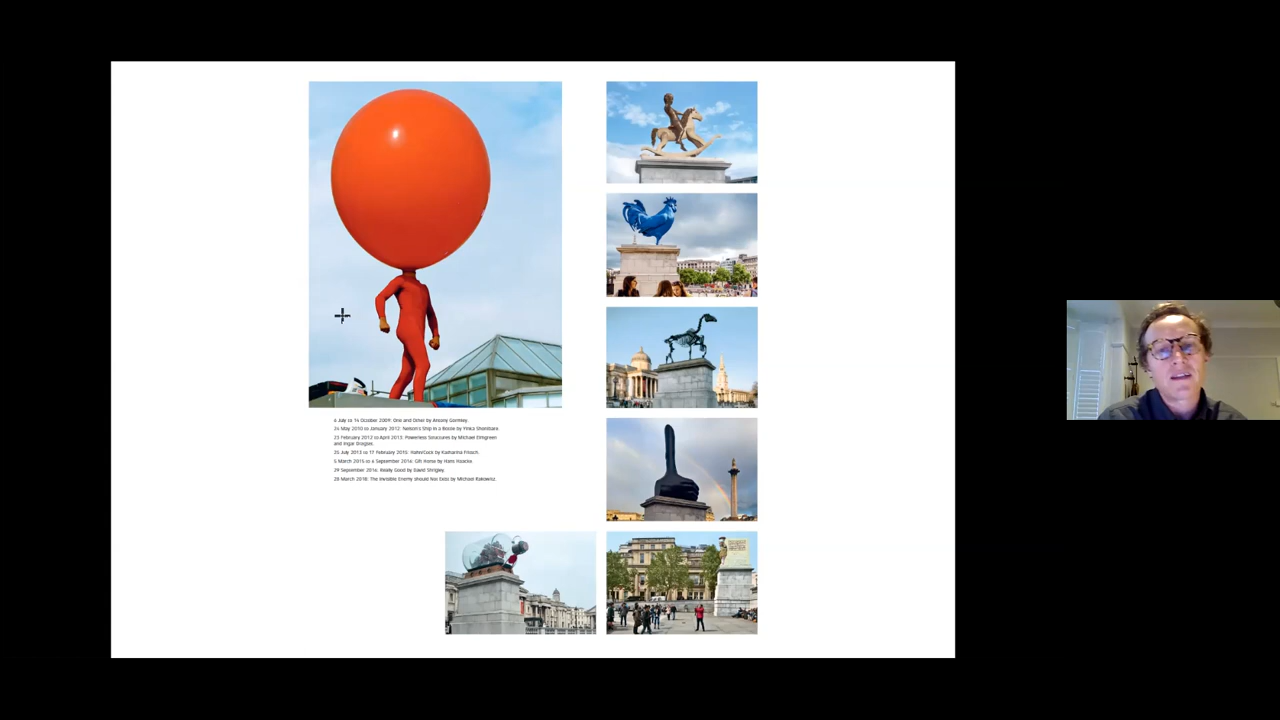 6 July to 14 October 2009: One and Other by Antony Gormley.
24 May 2010 to January 2012: Nelson's Ship in a Bottle by Yinka Shonibare
23 February 2012 to April 2013: Powerless Structures by Michael Elmgreen
and Ingar Dragset.
25 July 2013 to 17 February 2015: Hahn/Cock by Katharina Fritsch.
5 March 2015 to 6 September 2016: Gift Horse by Hans Haacke.
29 September 2016: Really Good by David Shrigley.
28 March 2018: The Invisible Enemy Should Not Exist by Michael Rakowitz.